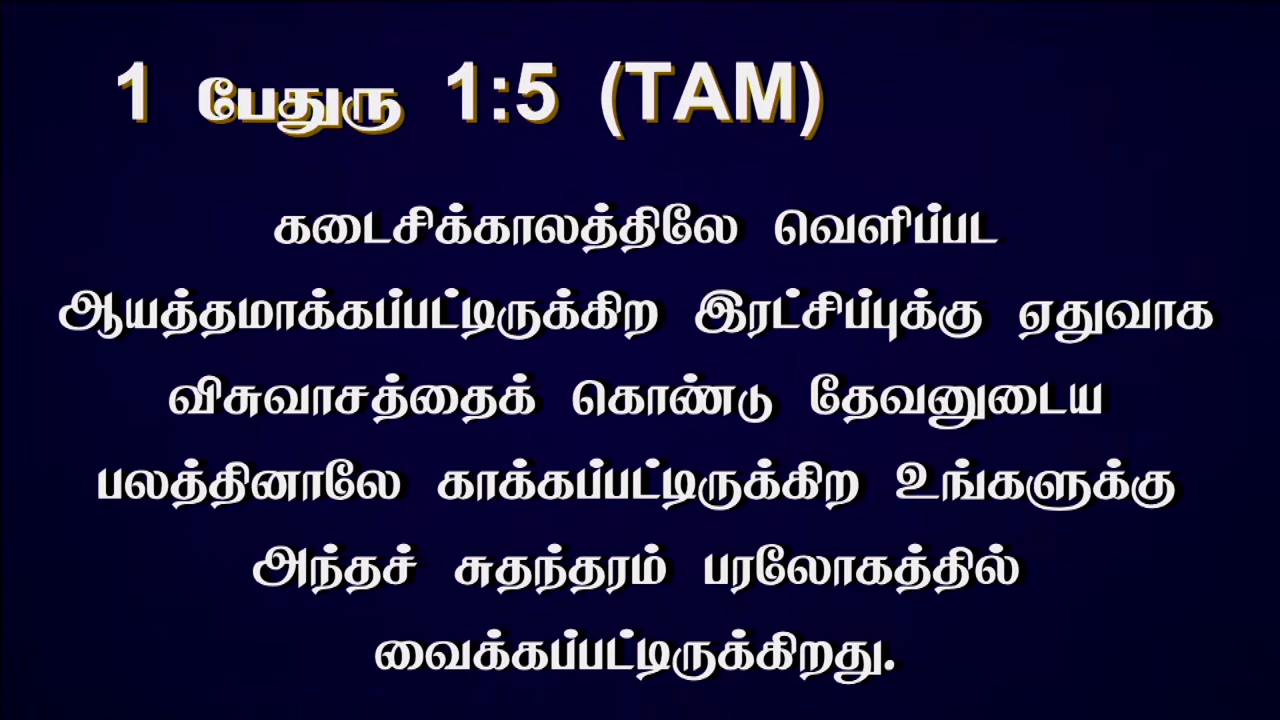 1 பேதுரு 1:5 (TAM)
கடைசிக்காலத்திலே வெளிப்பட
ஆயத்தமாக்கப்பட்டிருக்கிற இரட்சிப்புக்கு ஏதுவாக
விசுவாசத்தைக் கொண்டு தேவனுடைய
பலத்தினாலே காக்கப்பட்டிருக்கிற உங்களுக்கு
அந்தச் சுதந்தரம் பரலோகத்தில்
வைக்கப்பட்டிருக்கிறது.